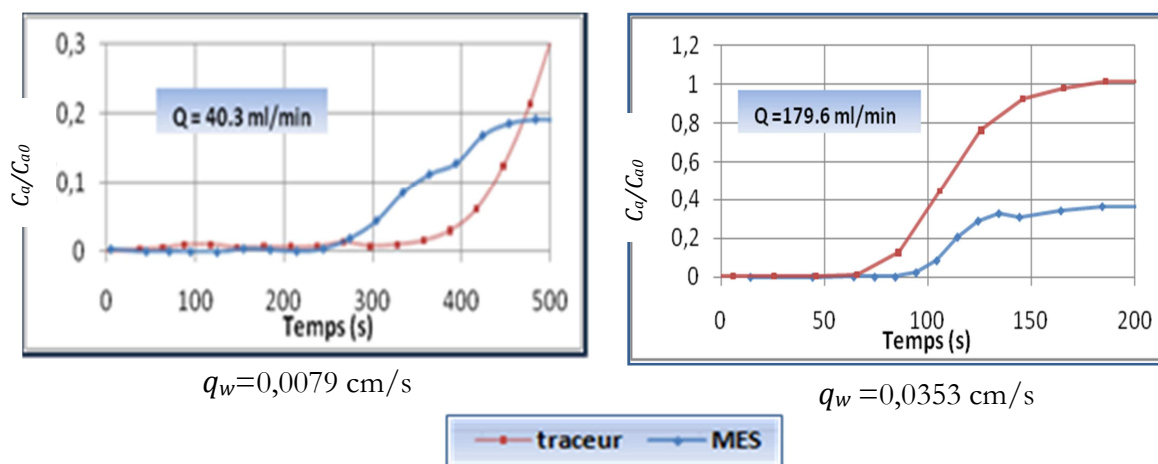 0,3
0,2
0,1
0
Ca/Ca0
Q = 40.3 ml/min
0 100 200 300 400 500
Temps (s)
qw=0,0079 cm/s
1,2
1
0,8
0,6
0,4
0,2
0
Ca/Ca0
Q =179.6 ml/min
0 50 100 150 200
Temps (s)
qw =0,0353 cm/s
traceur MES